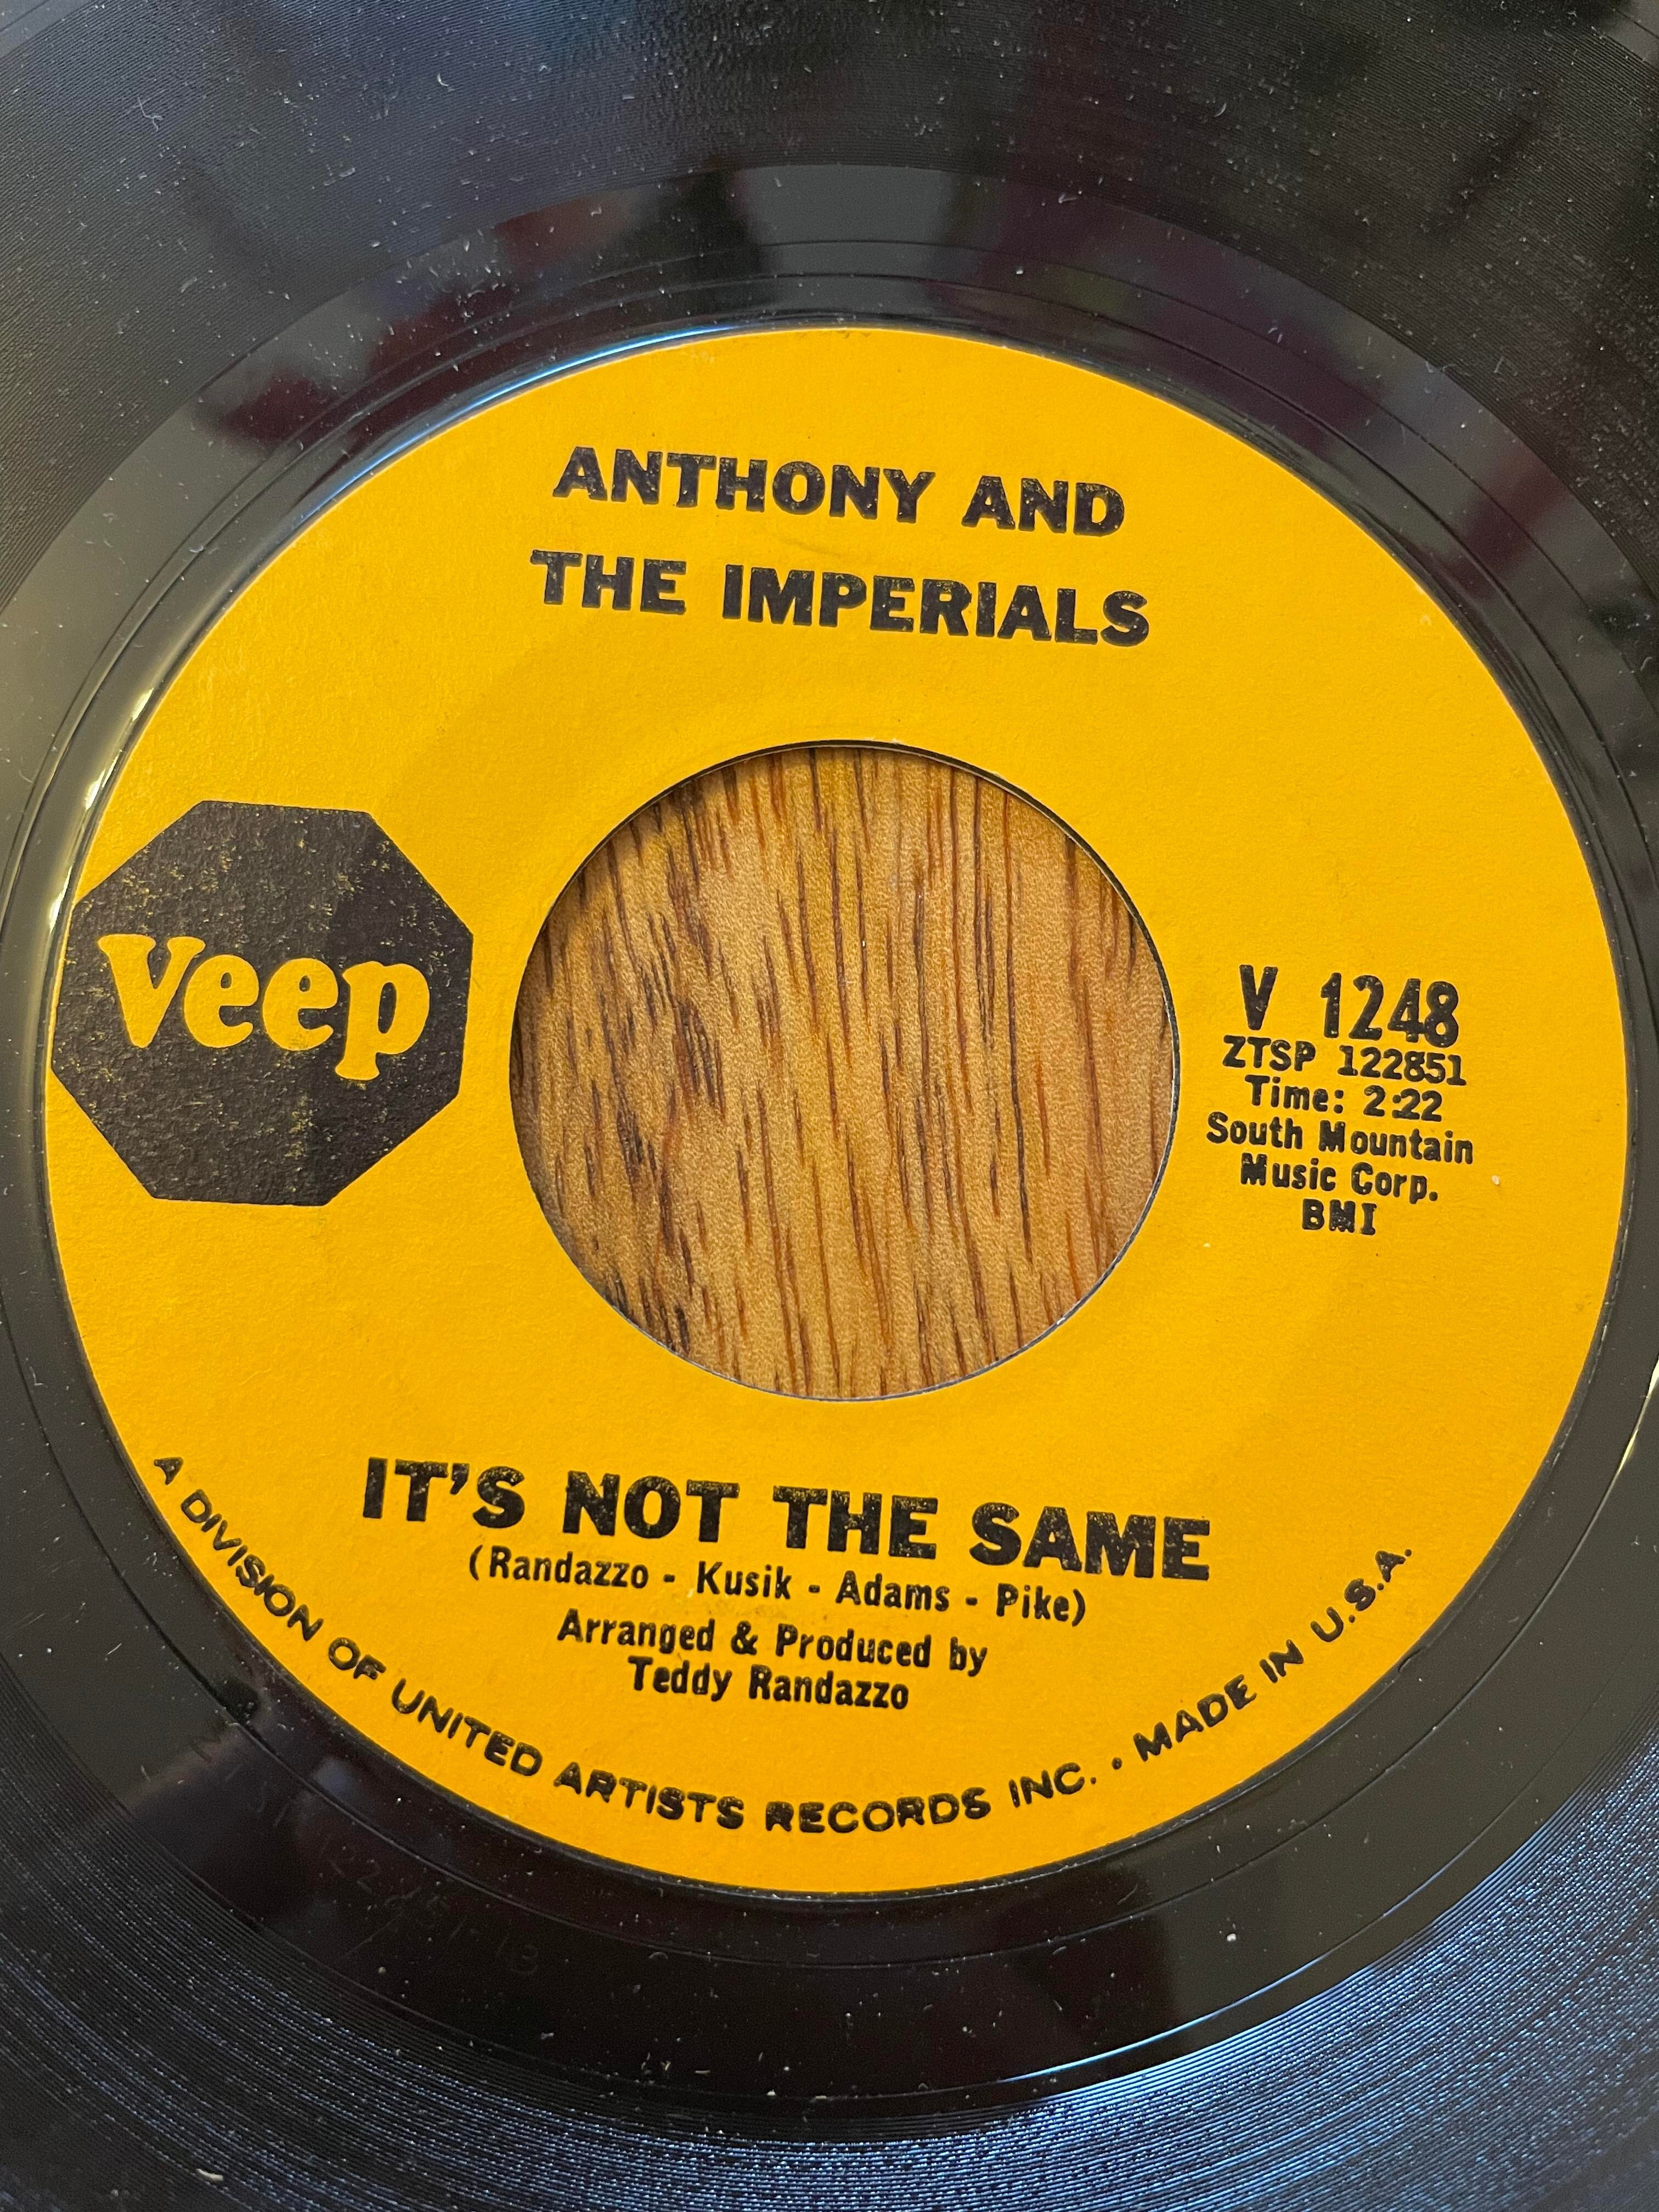 ANTHONY AND
THE IMPERIALS
Veep
V 1248
ZTSP 122851
Time: 2:22
South Mountain
Music Corp.
BMI
IT'S NOT THE SAME
(Randazzo - Kusik - Adams - Pike)
Arranged & Produced by
Teddy Randazzo
A DIVISION OF UNITED ARTISTS RECORDS INC. • MADE IN U.S.A.